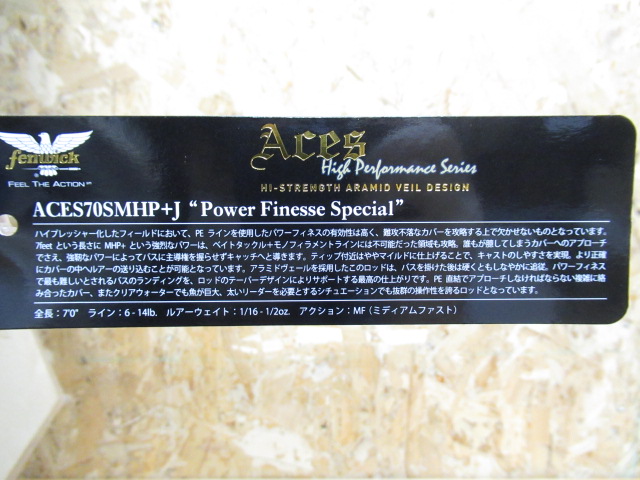 fenwick
FEEL THE ACTION
Aces
High Performance Series
HI-STRENGTH ARAMID VEIL DESIGN
ACES70SMHP+J “Power Finesse Special”
ハイプレッシャー化したフィールドにおいて、PE ラインを使用したパワーフィネスの有効性は高く、難攻不落なカバーを攻略する上で欠かせないものとなっています。
7feet という長さに MHP+ という強烈なパワーは、ベイトタックル+モノフィラメントラインには不可能だった領域も攻略。誰もが臆してしまうカバーへのアプローチ
でさえ、強靭なパワーによってバスに主導権を握らせずキャッチへと導きます。ティップ付近はややマイルドに仕上げることで、キャストのしやすさを実現。より正確
にカバーの中へルアーの送り込むことが可能となっています。アラミドヴェールを採用したこのロッドは、バスを掛けた後は硬くともしなやかに追従。パワーフィネス
で最も難しいとされるバスのランディングを、ロッドのテーパーデザインによりサポートする最高の仕上がりです。PE 直結でアプローチしなければならない複雑に絡
み合ったカバー、またクリアウォーターでも魚が巨大、太いリーダーを必要とするシチュエーションでも抜群の操作性を誇るロッドとなっています。
全長:7'0" ライン:6 - 14lb. ルアーウェイト:1/16 - 1/2oz. アクション:MF（ミディアムファスト）